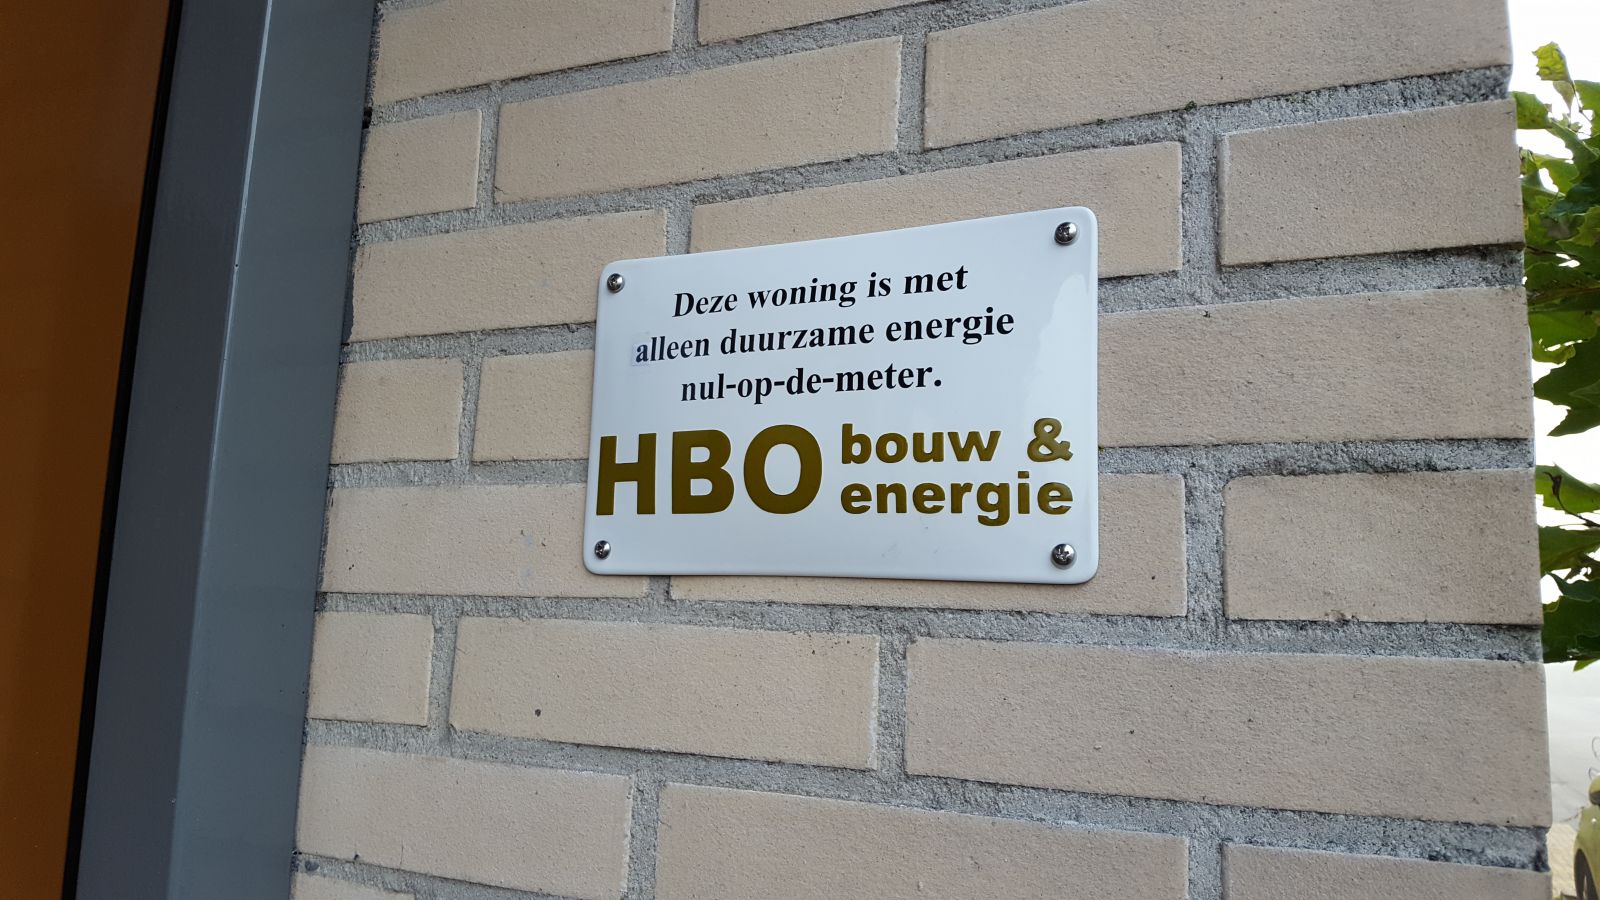 Deze woning is met
alleen duurzame energie
nul-op-de-meter.
HBO bouw &
energie